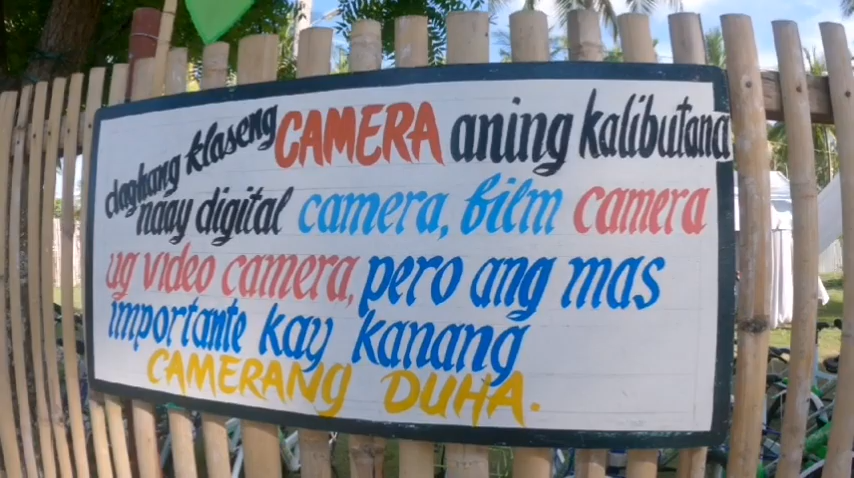 daghang klaseng CAMERA aning kalibutana
naay digital camera, film camera
ug video camera, pero ang mas
importante kay kanang
CAMERANG DUHA.